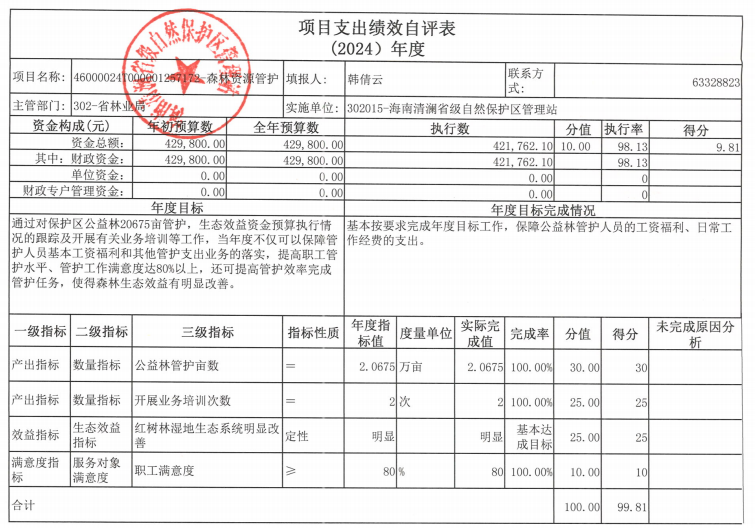 项目支出绩效自评表
（2024）年度
项目名称： 46000024T000001257172-森林资源管护 填报人： 韩倩云 联系方式： 63328823
主管部门： 302-省林业局 实施单位： 302015-海南清澜省级自然保护区管理站
资金构成(元) 年初预算数 全年预算数 执行数 分值 执行率 得分
资金总额： 429,800.00 429,800.00 421,762.10 10.00 98.13 9.81
其中：财政资金： 429,800.00 429,800.00 421,762.10 98.13
单位资金： 0.00 0.00 0.00 0
财政专户管理资金： 0.00 0.00 0.00 0
年度目标 年度目标完成情况
通过对保护区公益林20675亩管护，生态效益资金预算执行情
况的跟踪及开展有关业务培训等工作，当年度不仅可以保障管
护人员基本工资福利和其他管护支出业务的落实，提高职工管
护水平、管护工作满意度达80%以上，还可提高管护效率完成
管护任务，使得森林生态效益有明显改善。
基本按要求完成年度目标工作，保障公益林管护人员的工资福利、日常工
作经费的支出。
一级指标 二级指标 三级指标 指标性质 年度指标值 度量单位 实际完成值 完成率 分值 得分 未完成原因分析
产出指标 数量指标 公益林管护亩数 ＝ 2.0675 万亩 2.0675 100.00% 30.00 30
产出指标 数量指标 开展业务培训次数 ＝ 2 次 2 100.00% 25.00 25
效益指标 生态效益指标 红树林湿地生态系统明显改善 定性 明显 明显 基本达成目标 25.00 25
满意度指标 服务对象满意度 职工满意度 ≥ 80 % 80 100.00% 10.00 10
合计 100.00 99.81